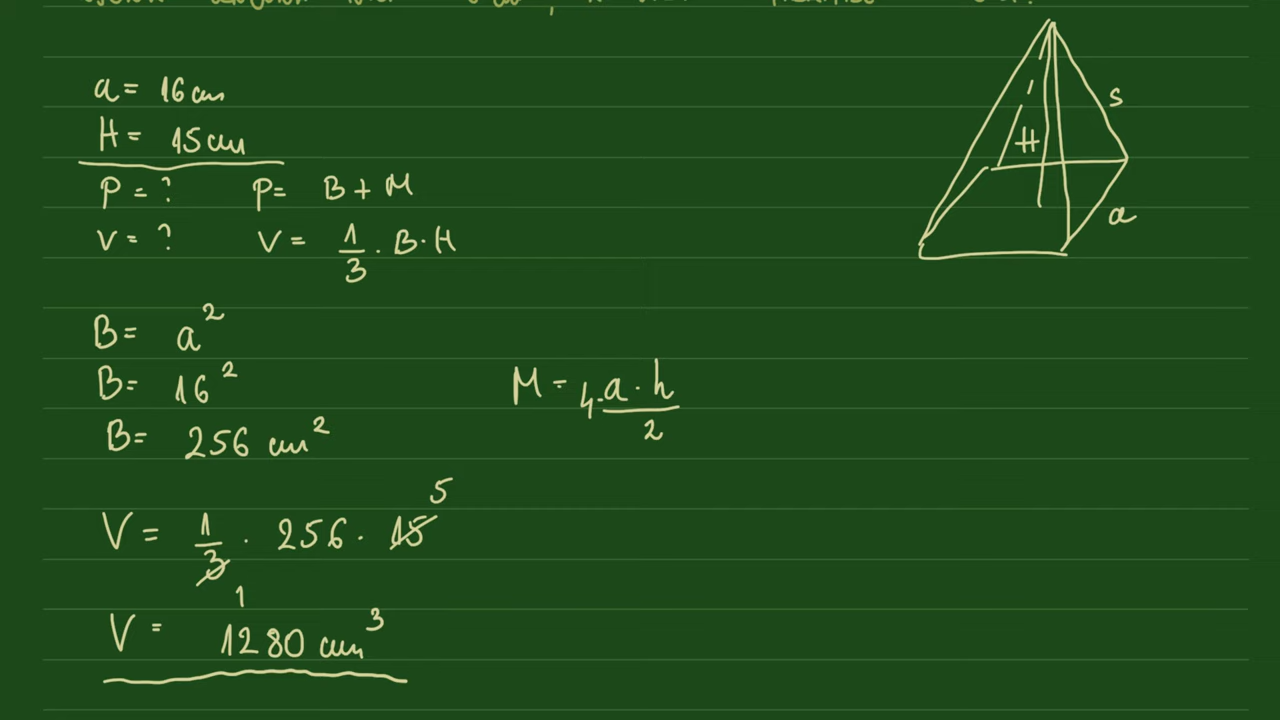 a = 16 cm
H = 15 cm
P = ? P = B + M
V = ? V = 1/3 · B · H
B = a²
B = 16²
B = 256 cm²
M = 4 · a · h / 2
V = 1/3 · 256 · 15 5
1
V = 1280 cm³
s
H
a